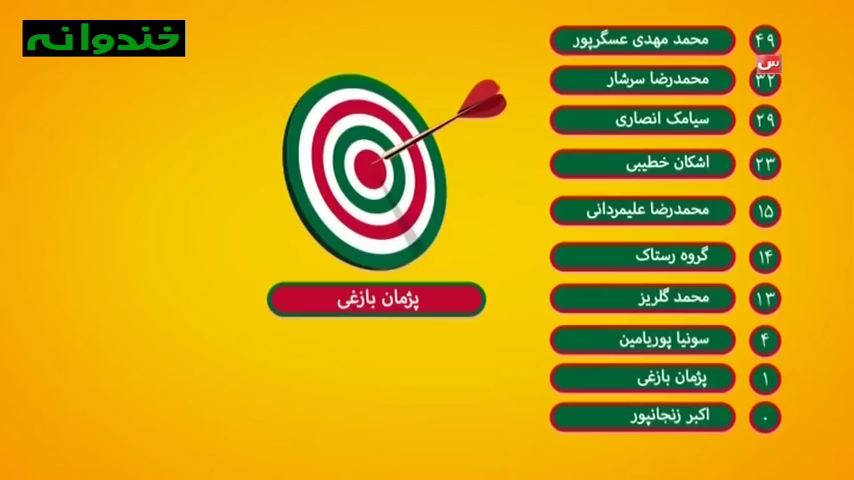 خندوانه
محمد مهدی عسگرپور ۴۹
س
محمدرضا سرشار ۳۲
سیامک انصاری ۲۹
اشکان خطیبی ۲۳
محمدرضا علیمردانی ۱۵
گروه رستاک ۱۴
محمد گلریز ۱۳
سونیا پوریامین ۴
پژمان بازغی ۱
اکبر زنجانپور ۰
پژمان بازغی